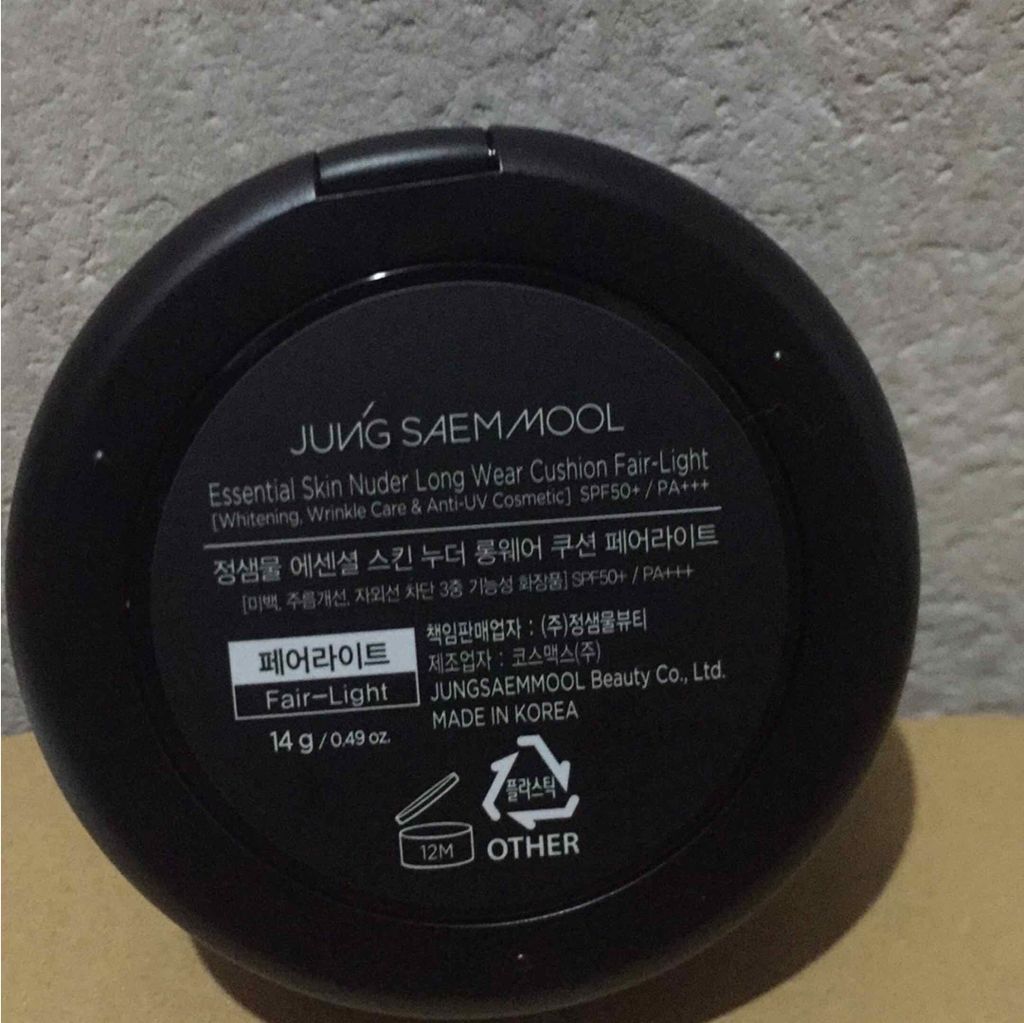 JUNG SAEM MOOL
Essential Skin Nuder Long Wear Cushion Fair-Light
[Whitening, Wrinkle Care & Anti-UV Cosmetic] SPF50+ / PA+++
정샘물 에센셜 스킨 누더 롱웨어 쿠션 페어라이트
[미백, 주름개선, 자외선 차단 3중 기능성 화장품] SPF50+ / PA+++
페어라이트
Fair-Light
14 g / 0.49 oz.
책임판매업자 : (주)정샘물뷰티
제조업자 : 코스맥스(주)
JUNGSAEMMOOL Beauty Co., Ltd.
MADE IN KOREA
12M
플라스틱
OTHER